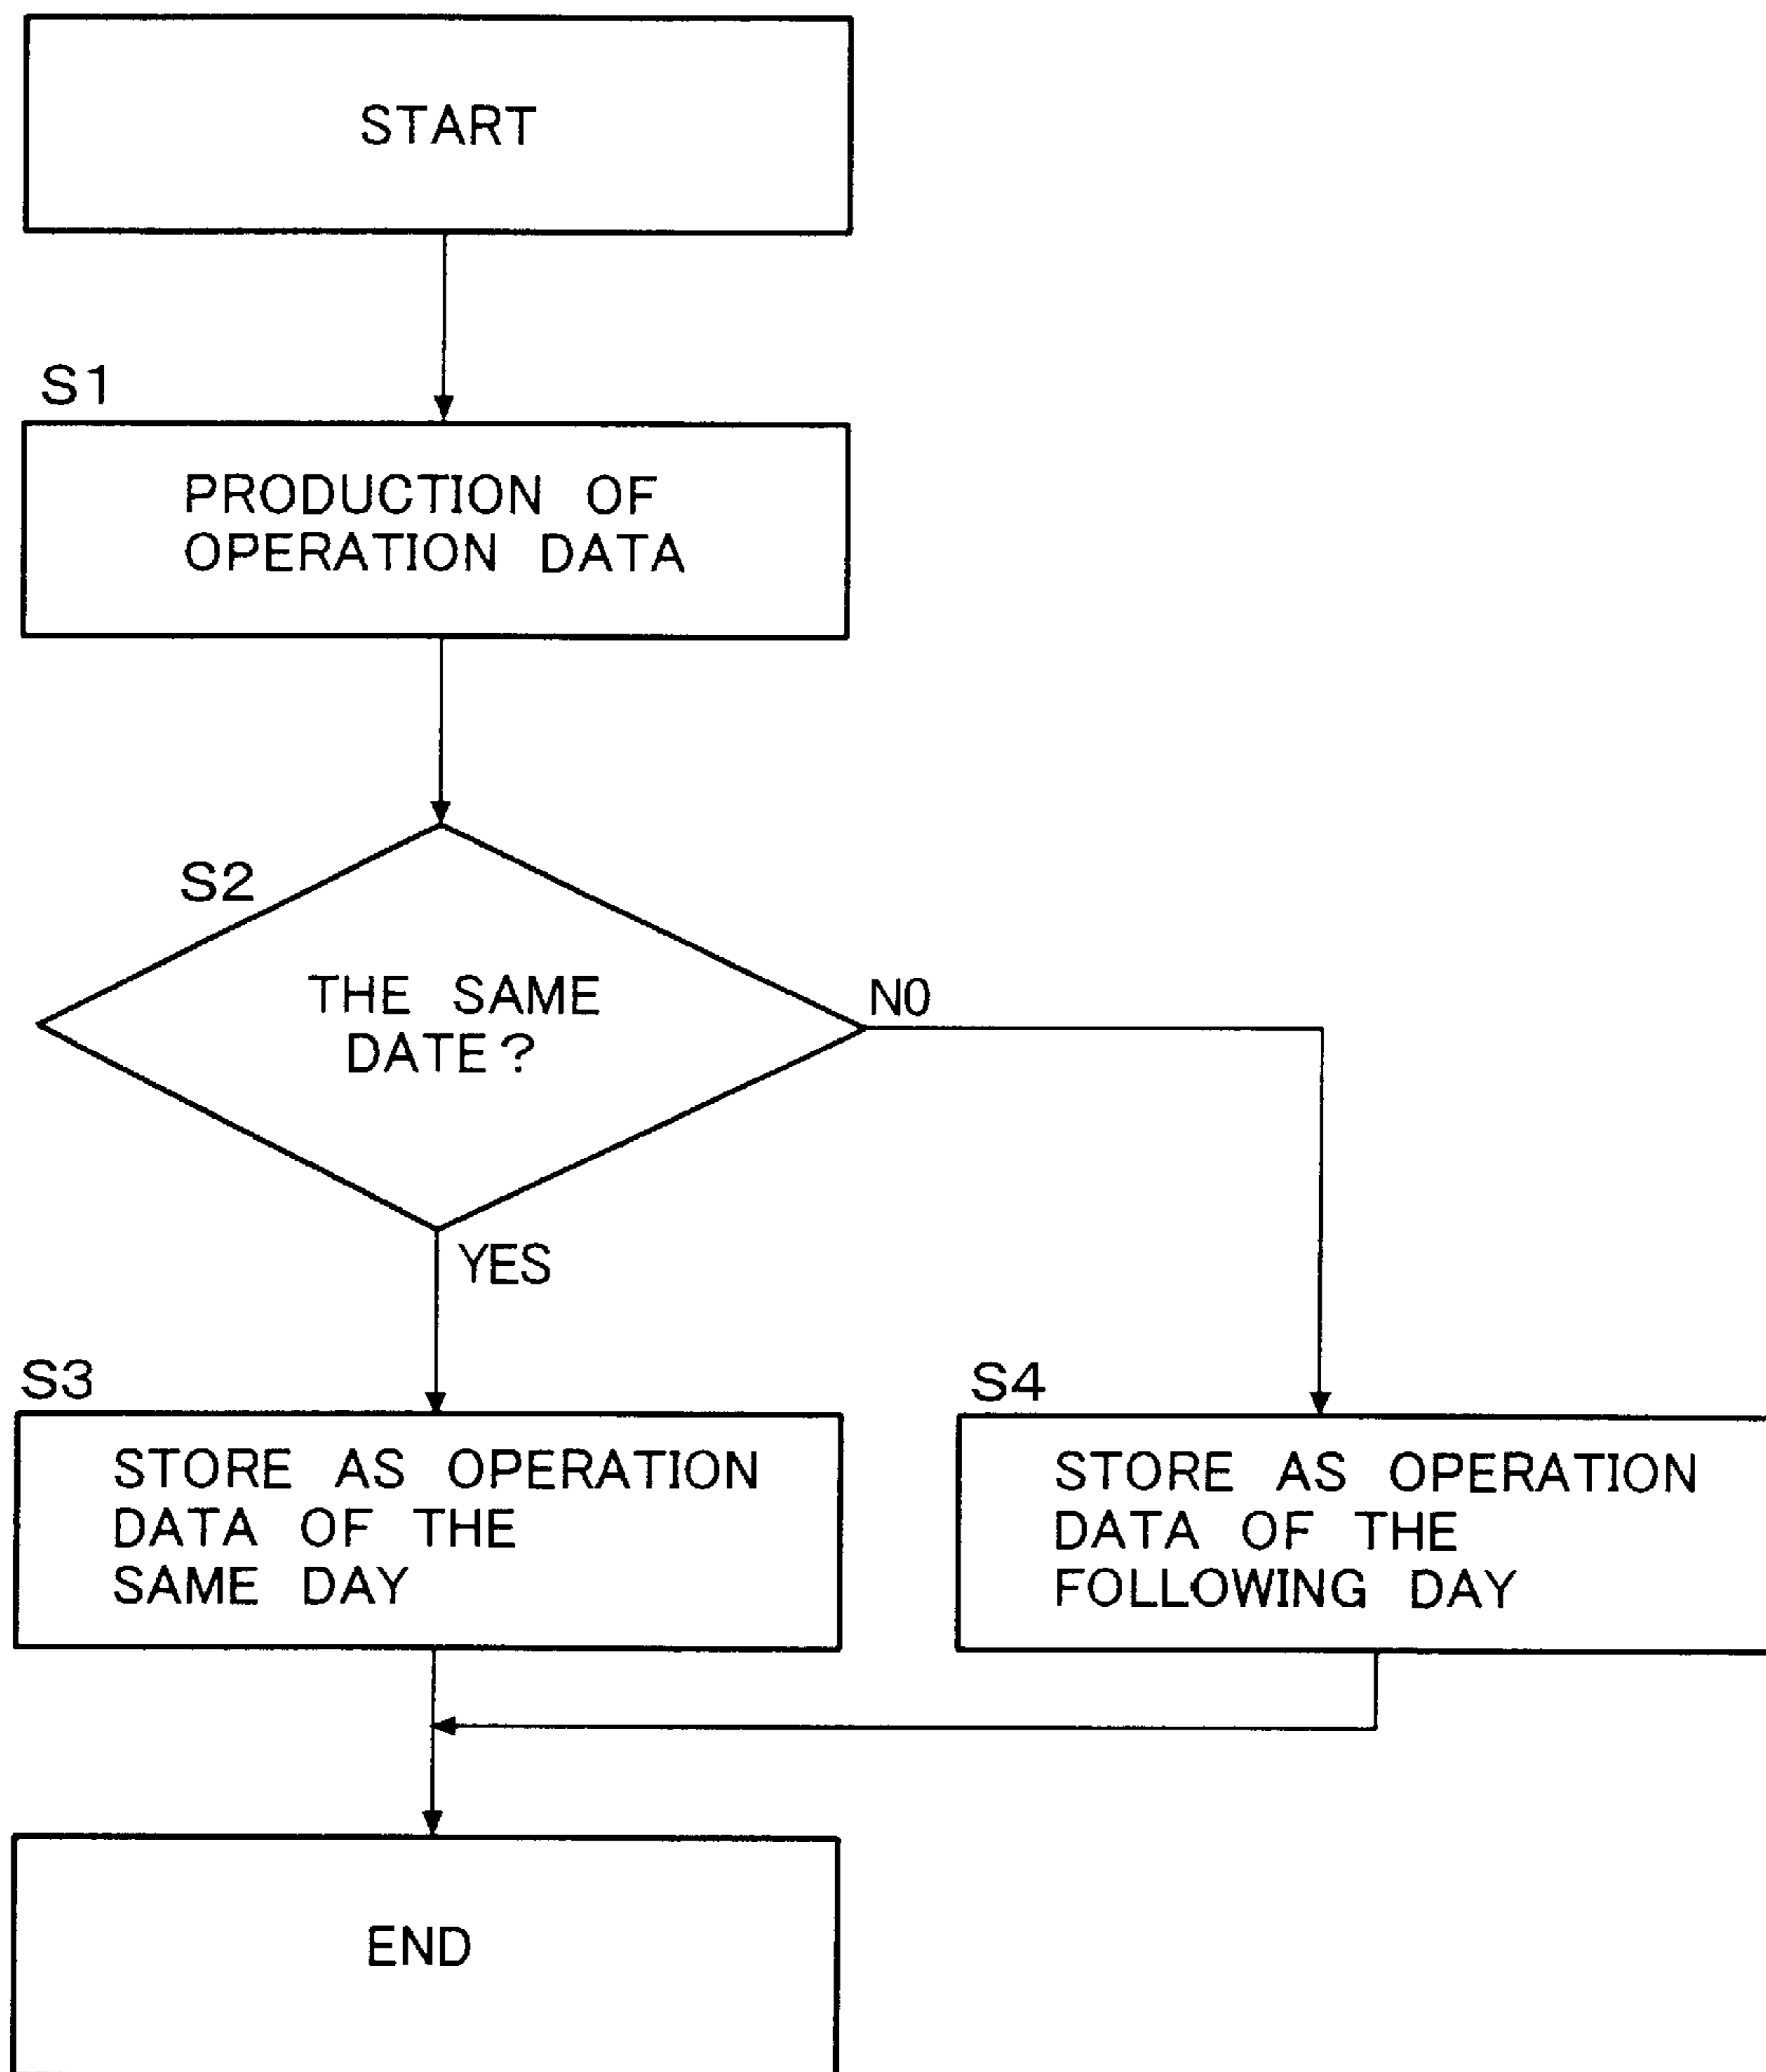 START
S1
PRODUCTION OF
OPERATION DATA
S2
THE SAME
DATE?
NO
YES
S3
STORE AS OPERATION
DATA OF THE
SAME DAY
S4
STORE AS OPERATION
DATA OF THE
FOLLOWING DAY
END